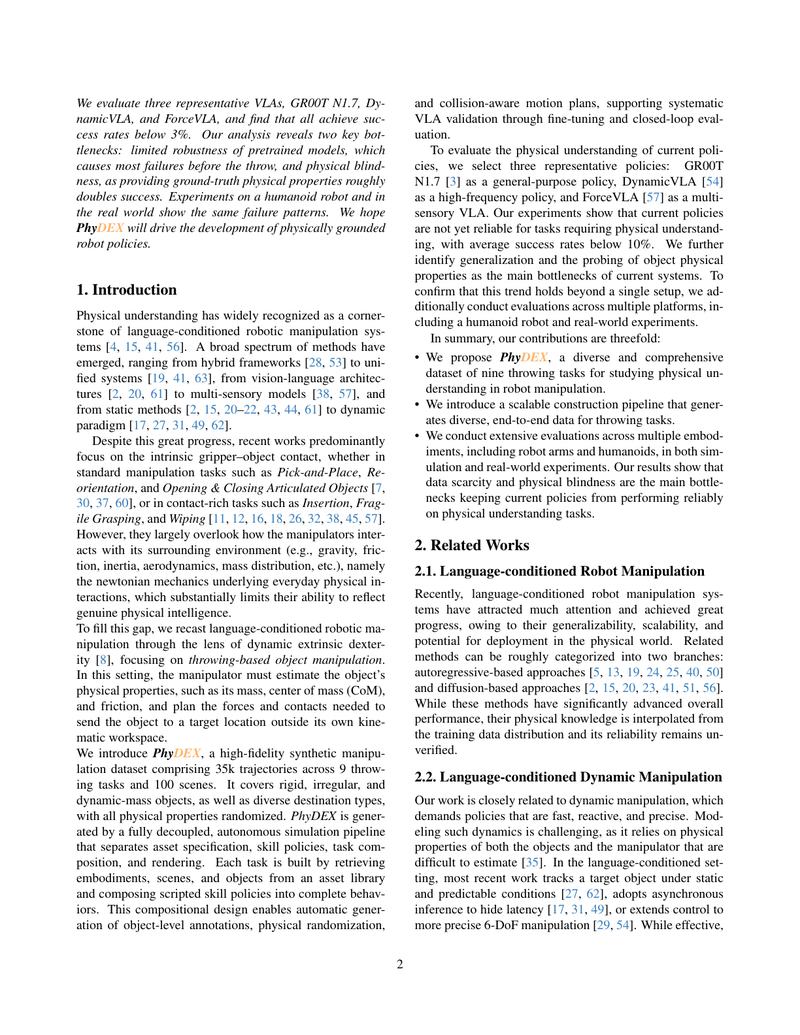 We evaluate three representative VLAs, GR00T N1.7, Dy-
namicVLA, and ForceVLA, and find that all achieve suc-
cess rates below 3%. Our analysis reveals two key bot-
tlenecks: limited robustness of pretrained models, which
causes most failures before the throw, and physical blind-
ness, as providing ground-truth physical properties roughly
doubles success. Experiments on a humanoid robot and in
the real world show the same failure patterns. We hope
PhyDEX will drive the development of physically grounded
robot policies.
1. Introduction
Physical understanding has widely recognized as a corner-
stone of language-conditioned robotic manipulation sys-
tems [4, 15, 41, 56]. A broad spectrum of methods have
emerged, ranging from hybrid frameworks [28, 53] to uni-
fied systems [19, 41, 63], from vision-language architec-
tures [2, 20, 61] to multi-sensory models [38, 57], and
from static methods [2, 15, 20–22, 43, 44, 61] to dynamic
paradigm [17, 27, 31, 49, 62].
Despite this great progress, recent works predominantly
focus on the intrinsic gripper–object contact, whether in
standard manipulation tasks such as Pick-and-Place, Re-
orientation, and Opening & Closing Articulated Objects [7,
30, 37, 60], or in contact-rich tasks such as Insertion, Frag-
ile Grasping, and Wiping [11, 12, 16, 18, 26, 32, 38, 45, 57].
However, they largely overlook how the manipulators inter-
acts with its surrounding environment (e.g., gravity, fric-
tion, inertia, aerodynamics, mass distribution, etc.), namely
the newtonian mechanics underlying everyday physical in-
teractions, which substantially limits their ability to reflect
genuine physical intelligence.
To fill this gap, we recast language-conditioned robotic ma-
nipulation through the lens of dynamic extrinsic dexter-
ity [8], focusing on throwing-based object manipulation.
In this setting, the manipulator must estimate the object's
physical properties, such as its mass, center of mass (CoM),
and friction, and plan the forces and contacts needed to
send the object to a target location outside its own kine-
matic workspace.
We introduce PhyDEX, a high-fidelity synthetic manipu-
lation dataset comprising 35k trajectories across 9 throw-
ing tasks and 100 scenes. It covers rigid, irregular, and
dynamic-mass objects, as well as diverse destination types,
with all physical properties randomized. PhyDEX is gener-
ated by a fully decoupled, autonomous simulation pipeline
that separates asset specification, skill policies, task com-
position, and rendering. Each task is built by retrieving
embodiments, scenes, and objects from an asset library
and composing scripted skill policies into complete behav-
iors. This compositional design enables automatic gener-
ation of object-level annotations, physical randomization,
and collision-aware motion plans, supporting systematic
VLA validation through fine-tuning and closed-loop eval-
uation.
To evaluate the physical understanding of current poli-
cies, we select three representative policies: GR00T
N1.7 [3] as a general-purpose policy, DynamicVLA [54]
as a high-frequency policy, and ForceVLA [57] as a multi-
sensory VLA. Our experiments show that current policies
are not yet reliable for tasks requiring physical understand-
ing, with average success rates below 10%. We further
identify generalization and the probing of object physical
properties as the main bottlenecks of current systems. To
confirm that this trend holds beyond a single setup, we ad-
ditionally conduct evaluations across multiple platforms, in-
cluding a humanoid robot and real-world experiments.
In summary, our contributions are threefold:
• We propose PhyDEX, a diverse and comprehensive
dataset of nine throwing tasks for studying physical un-
derstanding in robot manipulation.
• We introduce a scalable construction pipeline that gener-
ates diverse, end-to-end data for throwing tasks.
• We conduct extensive evaluations across multiple embod-
iments, including robot arms and humanoids, in both sim-
ulation and real-world experiments. Our results show that
data scarcity and physical blindness are the main bottle-
necks keeping current policies from performing reliably
on physical understanding tasks.
2. Related Works
2.1. Language-conditioned Robot Manipulation
Recently, language-conditioned robot manipulation sys-
tems have attracted much attention and achieved great
progress, owing to their generalizability, scalability, and
potential for deployment in the physical world. Related
methods can be roughly categorized into two branches:
autoregressive-based approaches [5, 13, 19, 24, 25, 40, 50]
and diffusion-based approaches [2, 15, 20, 23, 41, 51, 56].
While these methods have significantly advanced overall
performance, their physical knowledge is interpolated from
the training data distribution and its reliability remains un-
verified.
2.2. Language-conditioned Dynamic Manipulation
Our work is closely related to dynamic manipulation, which
demands policies that are fast, reactive, and precise. Mod-
eling such dynamics is challenging, as it relies on physical
properties of both the objects and the manipulator that are
difficult to estimate [35]. In the language-conditioned set-
ting, most recent work tracks a target object under static
and predictable conditions [27, 62], adopts asynchronous
inference to hide latency [17, 31, 49], or extends control to
more precise 6-DoF manipulation [29, 54]. While effective,
2